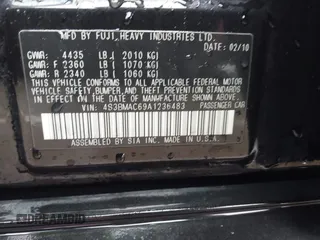 MFD BY FUJI HEAVY INDUSTRIES LTD.
DATE: 02/10
GVWR: 4435 LB ( 2010 KG)
GAWR: F 2360 LB ( 1070 KG)
GAWR: R 2340 LB ( 1060 KG)
THIS VEHICLE CONFORMS TO ALL APPLICABLE FEDERAL MOTOR
VEHICLE SAFETY, BUMPER, AND THEFT PREVENTION STANDARDS
IN EFFECT ON THE DATE OF MANUFACTURE SHOWN ABOVE.
VIN: 4S3BMAC69A1236483 PASSENGER CAR
ASSEMBLED BY SIA INC. MADE IN U.S.A.